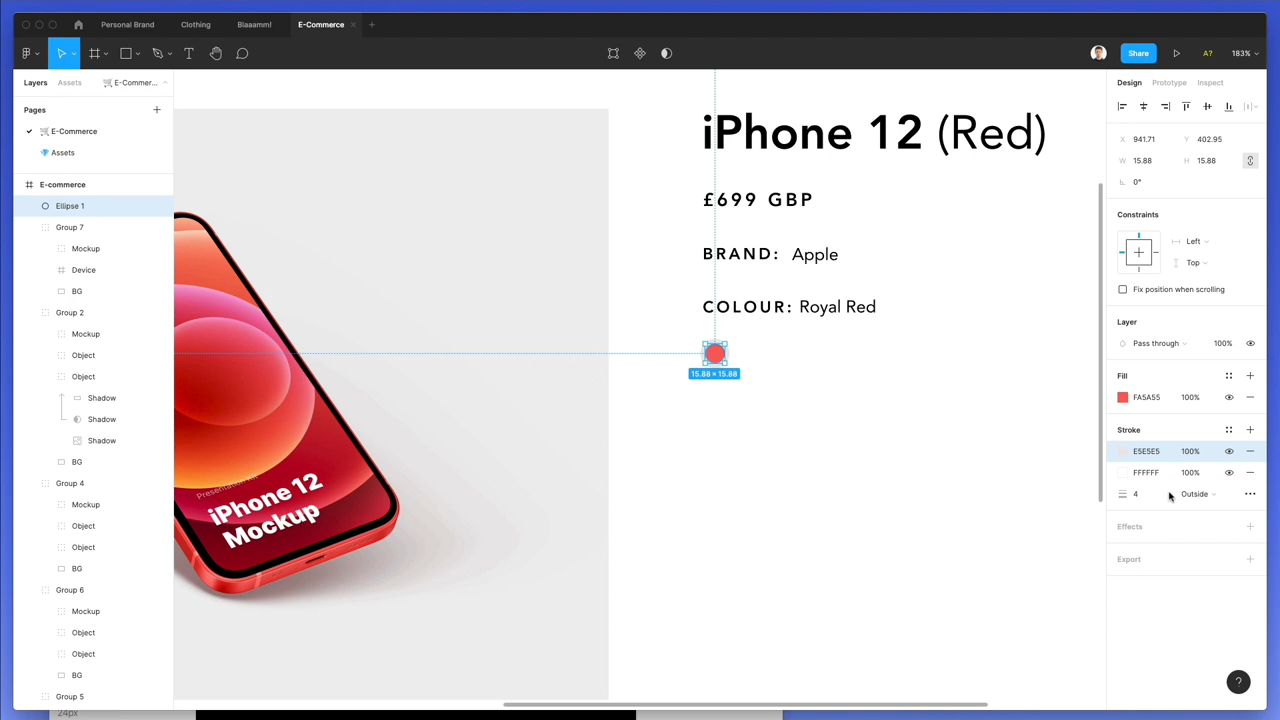 Personal Brand
Clothing
Blaaamm!
E-Commerce
Share
A?
183%
Layers
Assets
E-Commer...
Pages
E-Commerce
Assets
E-commerce
Ellipse 1
Group 7
Mockup
Device
BG
Group 2
Mockup
Object
Object
Shadow
Shadow
Shadow
BG
Group 4
Mockup
Object
Object
BG
Group 6
Mockup
Object
Object
BG
Group 5
iPhone 12
Mockup
iPhone 12 (Red)
£699 GBP
BRAND: Apple
COLOUR: Royal Red
15.88 × 15.88
Design
Prototype
Inspect
X 941.71 Y 402.95
W 15.88 H 15.88
0°
Constraints
Left
Top
Fix position when scrolling
Layer
Pass through 100%
Fill
FA5A55 100%
Stroke
E5E5E5 100%
FFFFFF 100%
4 Outside
Effects
Export
?
24px